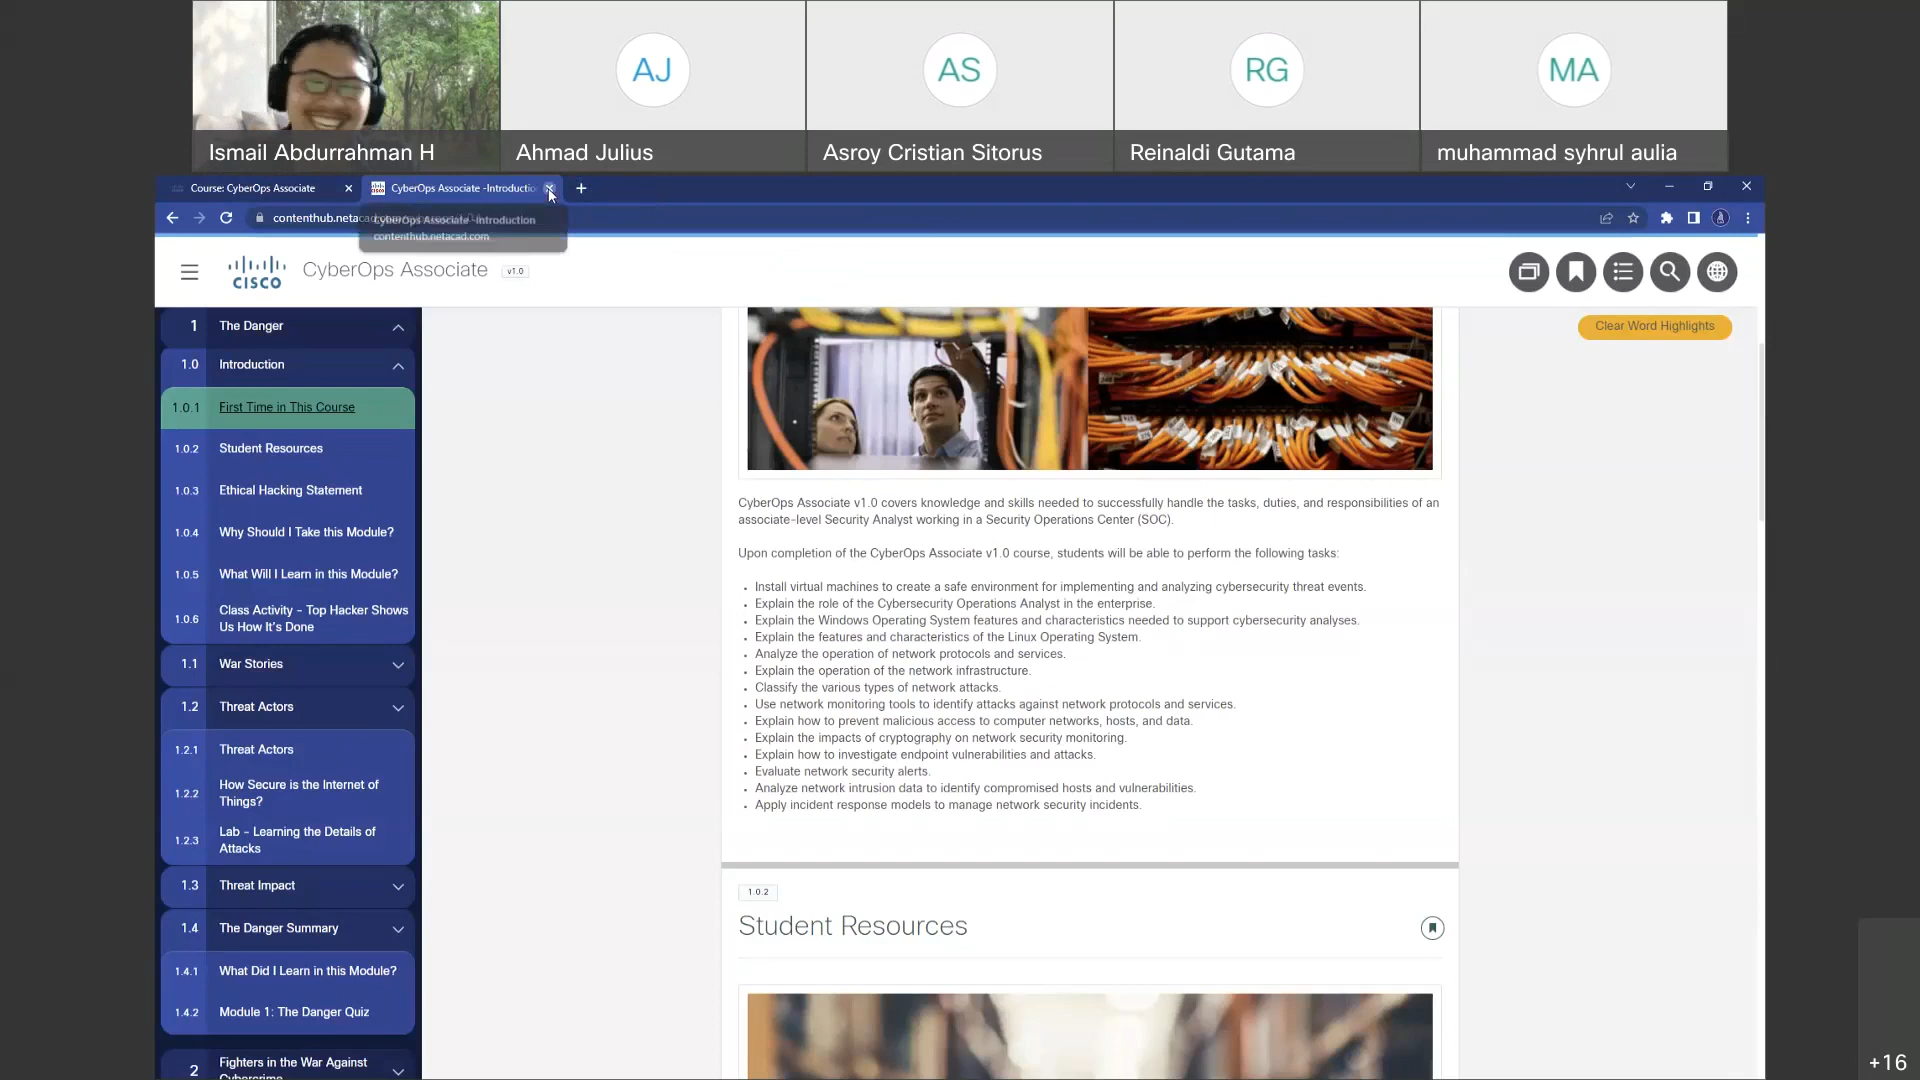 AJ
AS
RG
MA
Ismail Abdurrahman H
Ahmad Julius
Asroy Cristian Sitorus
Reinaldi Gutama
muhammad syhrul aulia
Course: CyberOps Associate
CyberOps Associate -Introductio
contenthub.netacad
CyberOps Associate -Introduction
contenthub.netacad.com
CISCO
CyberOps Associate
v1.0
Clear Word Highlights
1 The Danger
1.0 Introduction
1.0.1 First Time in This Course
1.0.2 Student Resources
1.0.3 Ethical Hacking Statement
1.0.4 Why Should I Take this Module?
1.0.5 What Will I Learn in this Module?
1.0.6 Class Activity - Top Hacker Shows
Us How It's Done
1.1 War Stories
1.2 Threat Actors
1.2.1 Threat Actors
1.2.2 How Secure is the Internet of
Things?
1.2.3 Lab - Learning the Details of
Attacks
1.3 Threat Impact
1.4 The Danger Summary
1.4.1 What Did I Learn in this Module?
1.4.2 Module 1: The Danger Quiz
2 Fighters in the War Against
Cybercrime
CyberOps Associate v1.0 covers knowledge and skills needed to successfully handle the tasks, duties, and responsibilities of an
associate-level Security Analyst working in a Security Operations Center (SOC).
Upon completion of the CyberOps Associate v1.0 course, students will be able to perform the following tasks:
• Install virtual machines to create a safe environment for implementing and analyzing cybersecurity threat events.
• Explain the role of the Cybersecurity Operations Analyst in the enterprise.
• Explain the Windows Operating System features and characteristics needed to support cybersecurity analyses.
• Explain the features and characteristics of the Linux Operating System.
• Analyze the operation of network protocols and services.
• Explain the operation of the network infrastructure.
• Classify the various types of network attacks.
• Use network monitoring tools to identify attacks against network protocols and services.
• Explain how to prevent malicious access to computer networks, hosts, and data.
• Explain the impacts of cryptography on network security monitoring.
• Explain how to investigate endpoint vulnerabilities and attacks.
• Evaluate network security alerts.
• Analyze network intrusion data to identify compromised hosts and vulnerabilities.
• Apply incident response models to manage network security incidents.
1.0.2
Student Resources
+16